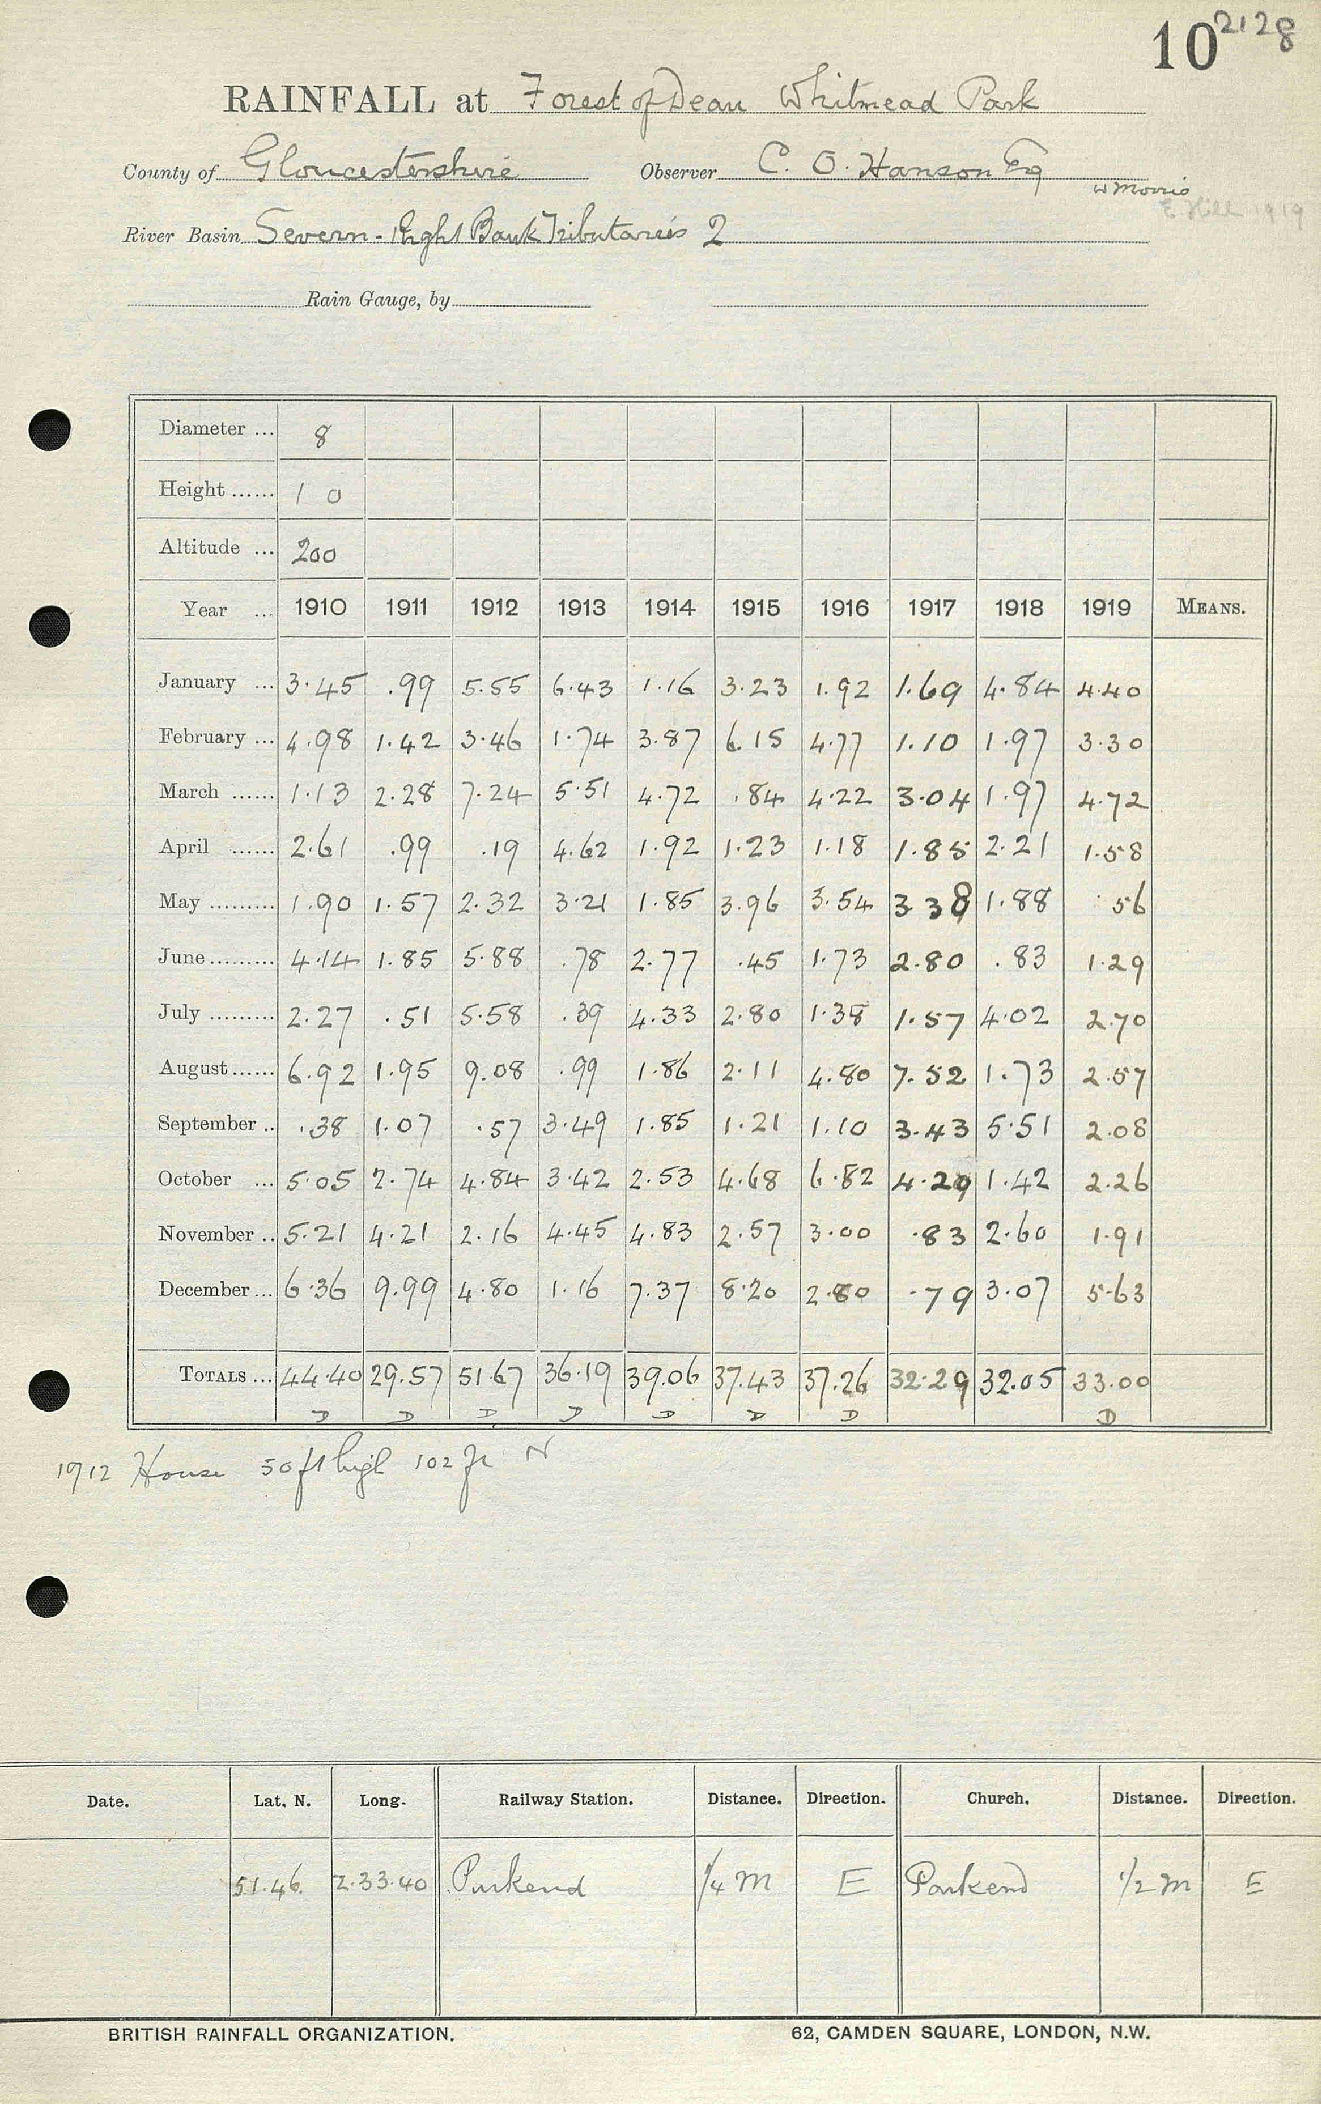 10 2128
RAINFALL at Forest of Dean Whitmead Park
County of Gloucestershire Observer C. O. Hanson Esq
W Morris
E Hill 1919
River Basin Severn - Right Bank Tributaries 2
Rain Gauge, by
Diameter ... 8
Height ...... 1 0
Altitude ... 200
Year ... 1910 1911 1912 1913 1914 1915 1916 1917 1918 1919 MEANS.
January ... 3.45 .99 5.55 6.43 1.16 3.23 1.92 1.69 4.84 4.40
February ... 4.98 1.42 3.46 1.74 3.87 6.15 4.77 1.10 1.97 3.30
March ...... 1.13 2.28 7.24 5.51 4.72 .84 4.22 3.04 1.97 4.72
April ...... 2.61 .99 .19 4.62 1.92 1.23 1.18 1.85 2.21 1.58
May ......... 1.90 1.57 2.32 3.21 1.85 3.96 3.54 3 38 1.88 .56
June ......... 4.14 1.85 5.88 .78 2.77 .45 1.73 2.80 .83 1.29
July ......... 2.27 .51 5.58 .39 4.33 2.80 1.38 1.57 4.02 2.70
August ...... 6.92 1.95 9.08 .99 1.86 2.11 4.80 7.52 1.73 2.57
September .. .38 1.07 .57 3.49 1.85 1.21 1.10 3.43 5.51 2.08
October ... 5.05 2.74 4.84 3.42 2.53 4.68 6.82 4.29 1.42 2.26
November .. 5.21 4.21 2.16 4.45 4.83 2.57 3.00 .83 2.60 1.91
December ... 6.36 9.99 4.80 1.16 7.37 8.20 2.80 .79 3.07 5.63
TOTALS ... 44.40 29.57 51.67 36.19 39.06 37.43 37.26 32.29 32.05 33.00
D D D D D D D D
1912 House 50 ft high 102 ft N
Date. Lat. N. Long. Railway Station. Distance. Direction. Church. Distance. Direction.
51.46. 2.33.40 Parkend 1/4 m E Parkend 1/2 m E
BRITISH RAINFALL ORGANIZATION. 62, CAMDEN SQUARE, LONDON, N.W.